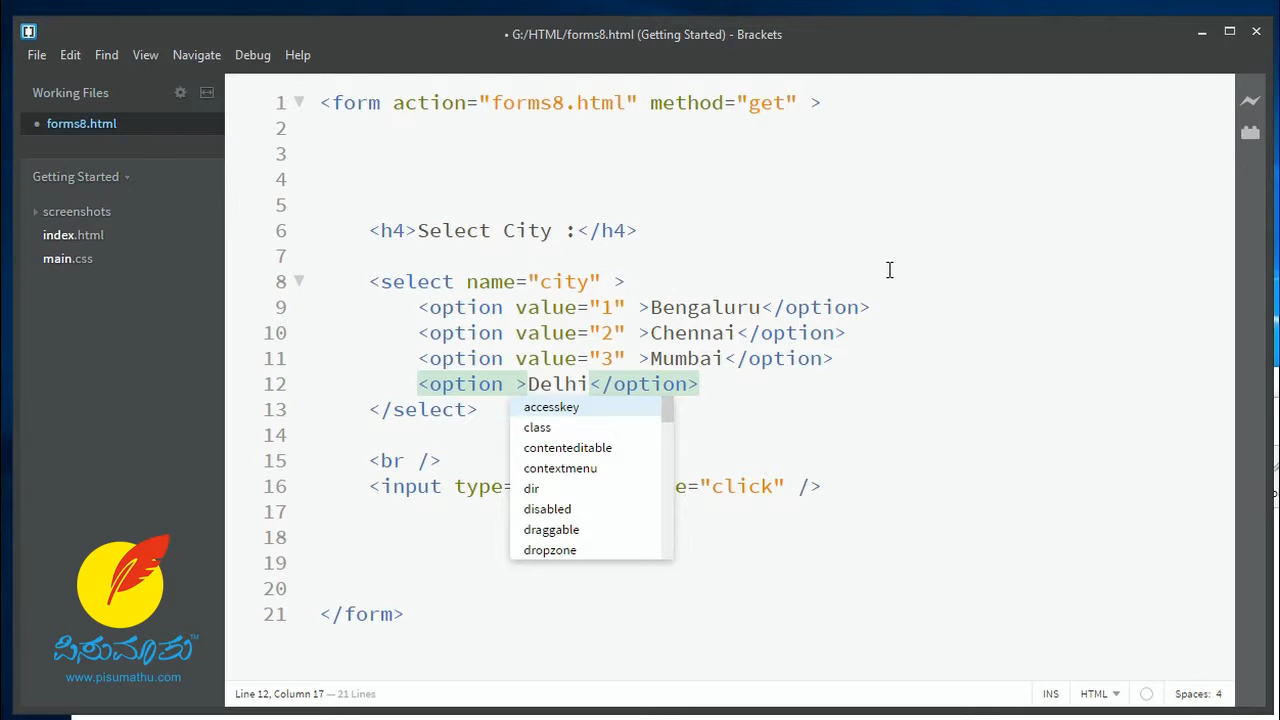 • G:/HTML/forms8.html (Getting Started) - Brackets
File Edit Find View Navigate Debug Help
Working Files
• forms8.html
Getting Started
screenshots
index.html
main.css
1 <form action="forms8.html" method="get" >
2
3
4
5
6 <h4>Select City :</h4>
7
8 <select name="city" >
9 <option value="1" >Bengaluru</option>
10 <option value="2" >Chennai</option>
11 <option value="3" >Mumbai</option>
12 <option >Delhi</option>
13 </select>
14
15 <br />
16 <input type= e="click" />
17
18
19
20
21 </form>
accesskey
class
contenteditable
contextmenu
dir
disabled
draggable
dropzone
ಪಿಸುಮಾತು™
www.pisumathu.com
Line 12, Column 17 — 21 Lines
INS HTML Spaces: 4